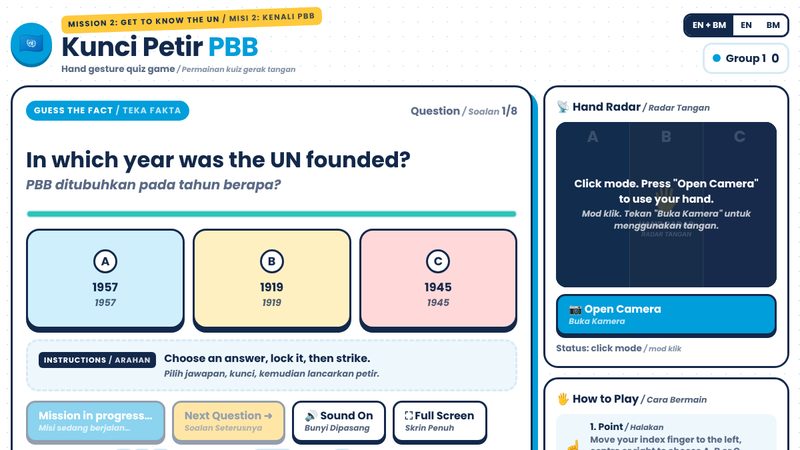 MISSION 2: GET TO KNOW THE UN / MISI 2: KENALI PBB
Kunci Petir PBB
Hand gesture quiz game / Permainan kuiz gerak tangan
EN + BM EN BM
Group 1 0
GUESS THE FACT / TEKA FAKTA
Question / Soalan 1/8
In which year was the UN founded?
PBB ditubuhkan pada tahun berapa?
A
1957
1957
B
1919
1919
C
1945
1945
INSTRUCTIONS / ARAHAN
Choose an answer, lock it, then strike.
Pilih jawapan, kunci, kemudian lancarkan petir.
Mission in progress...
Misi sedang berjalan...
Next Question ➜
Soalan Seterusnya
Sound On
Bunyi Dipasang
Full Screen
Skrin Penuh
Hand Radar / Radar Tangan
A B C
Click mode. Press "Open Camera"
to use your hand.
Mod klik. Tekan "Buka Kamera" untuk
menggunakan tangan.
RADAR TANGAN
Open Camera
Buka Kamera
Status: click mode / mod klik
How to Play / Cara Bermain
1. Point / Halakan
Move your index finger to the left,